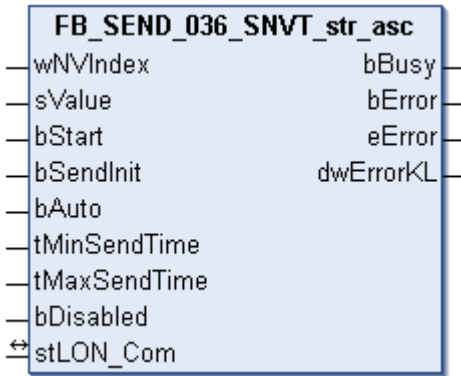 FB_SEND_036_SNVT_str_asc
wNVIndex bBusy
sValue bError
bStart eError
bSendInit dwErrorKL
bAuto
tMinSendTime
tMaxSendTime
bDisabled
stLON_Com